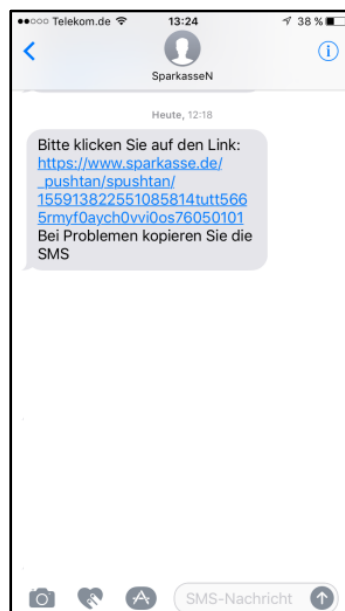 Telekom.de 13:24 38 %
SparkasseN
Heute, 12:18
Bitte klicken Sie auf den Link:
https://www.sparkasse.de/
_pushtan/spushtan/
155913822551085814tutt566
5rmyf0aych0vvi0os76050101
Bei Problemen kopieren Sie die
SMS
SMS-Nachricht